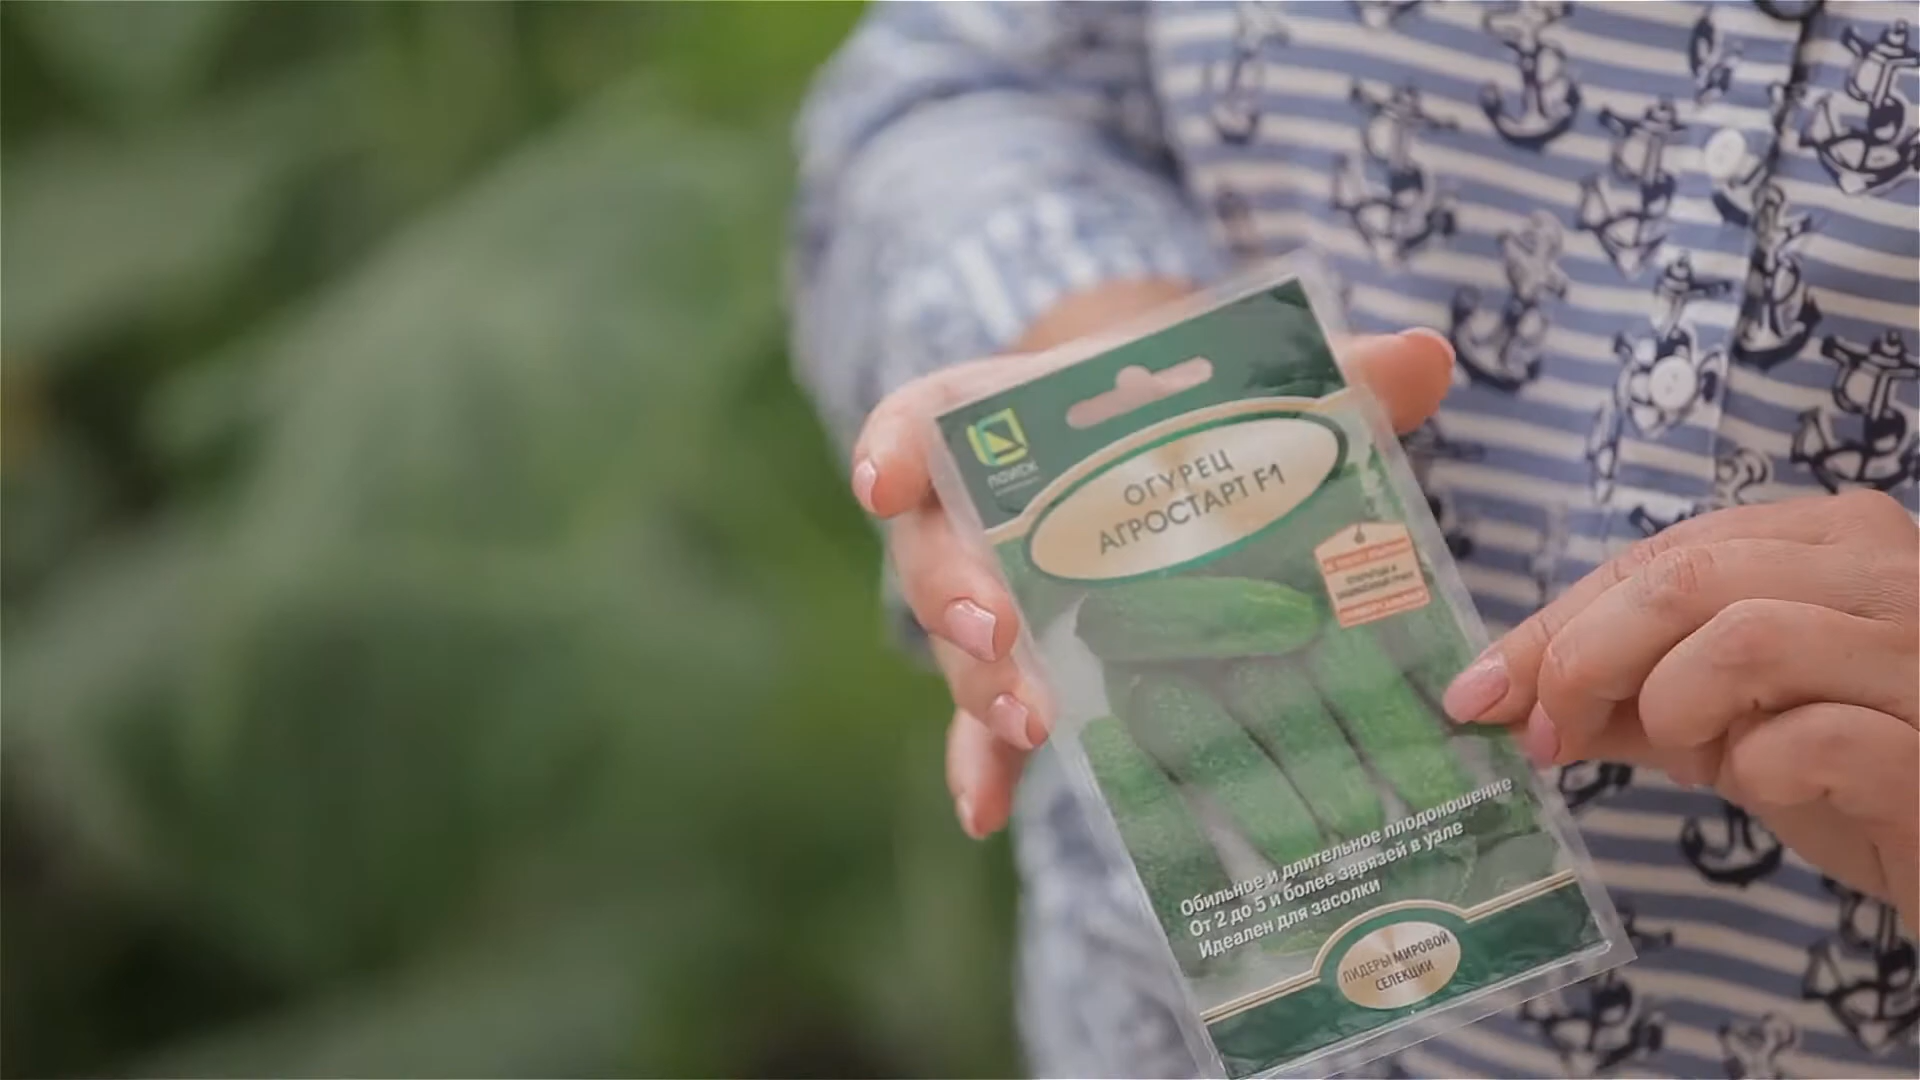 ПОИСК
ОГУРЕЦ
АГРОСТАРТ F1
Обильное и длительное плодоношение
От 2 до 5 и более завязей в узле
Идеален для засолки
ЛИДЕРЫ МИРОВОЙ
СЕЛЕКЦИИ